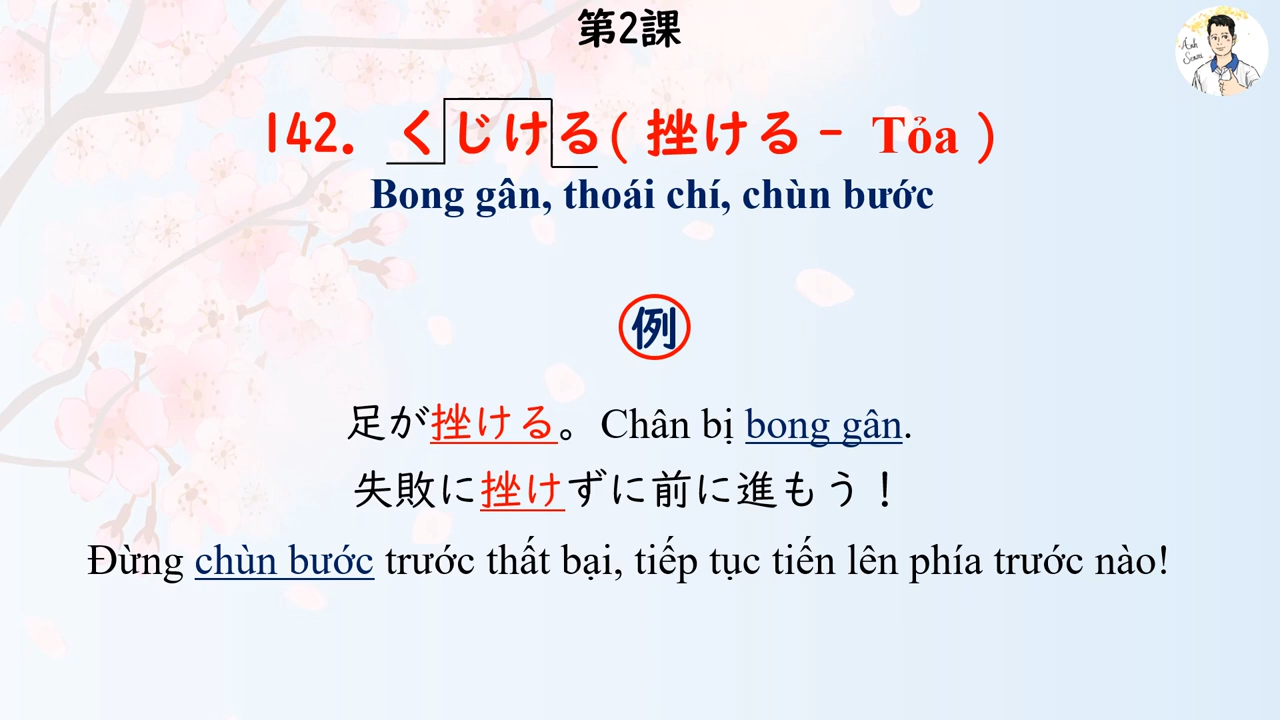 第2課
Anh Sensei
142. くじける( 挫ける - Tỏa )
Bong gân, thoái chí, chùn bước
例
足が挫ける。Chân bị bong gân.
失敗に挫けずに前に進もう！
Đừng chùn bước trước thất bại, tiếp tục tiến lên phía trước nào!